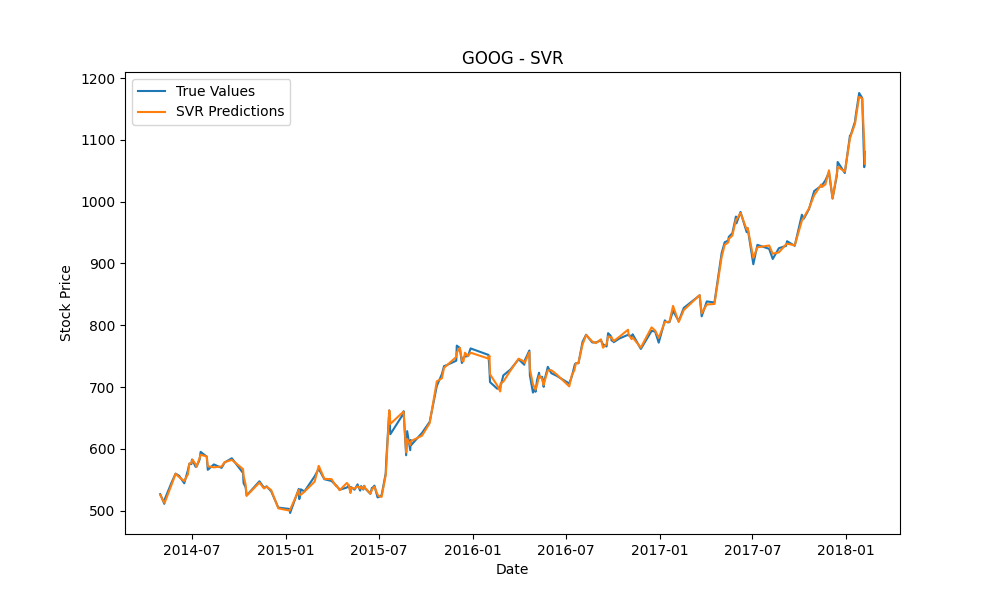 GOOG - SVR
True Values
SVR Predictions
1200
1100
1000
900
800
700
600
500
Stock Price
2014-07 2015-01 2015-07 2016-01 2016-07 2017-01 2017-07 2018-01
Date